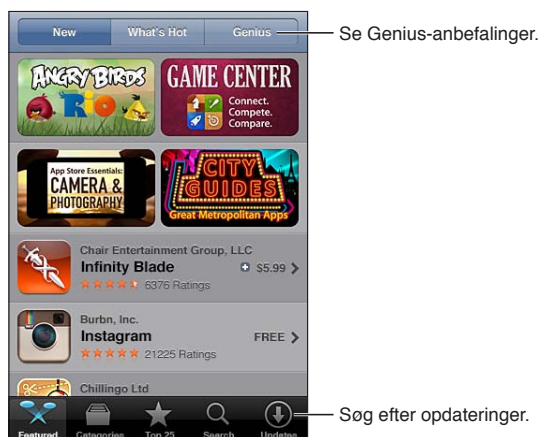 New What's Hot Genius
Se Genius-anbefalinger.
ANGRY BIRDS
RIO
GAME CENTER
Connect.
Compete.
Compare.
App Store Essentials:
CAMERA &
PHOTOGRAPHY
CITY
GUIDES
Great Metropolitan Apps
Chair Entertainment Group, LLC
Infinity Blade
$5.99
6376 Ratings
Burbn, Inc.
Instagram
FREE
21225 Ratings
Chillingo Ltd
Featured Categories Top 25 Search Updates
Søg efter opdateringer.